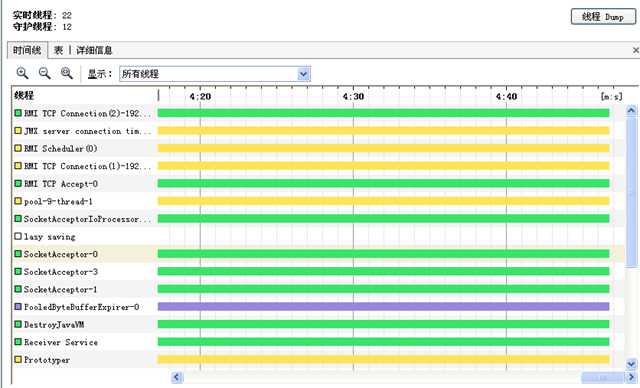 实时线程: 22
守护线程: 12
线程 Dump
时间线 表 详细信息
显示: 所有线程
线程 4:20 4:30 4:40 [m:s]
RMI TCP Connection(2)-192...
JMX server connection tim...
RMI Scheduler(0)
RMI TCP Connection(1)-192...
RMI TCP Accept-0
pool-9-thread-1
SocketAcceptorIoProcessor...
lasy saving
SocketAcceptor-0
SocketAcceptor-3
SocketAcceptor-1
PooledByteBufferExpirer-0
DestroyJavaVM
Receiver Service
Prototyper